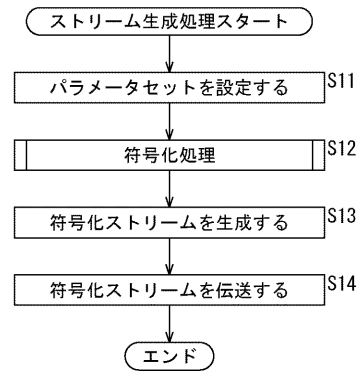 ストリーム生成処理スタート
パラメータセットを設定する S11
符号化処理 S12
符号化ストリームを生成する S13
符号化ストリームを伝送する S14
エンド